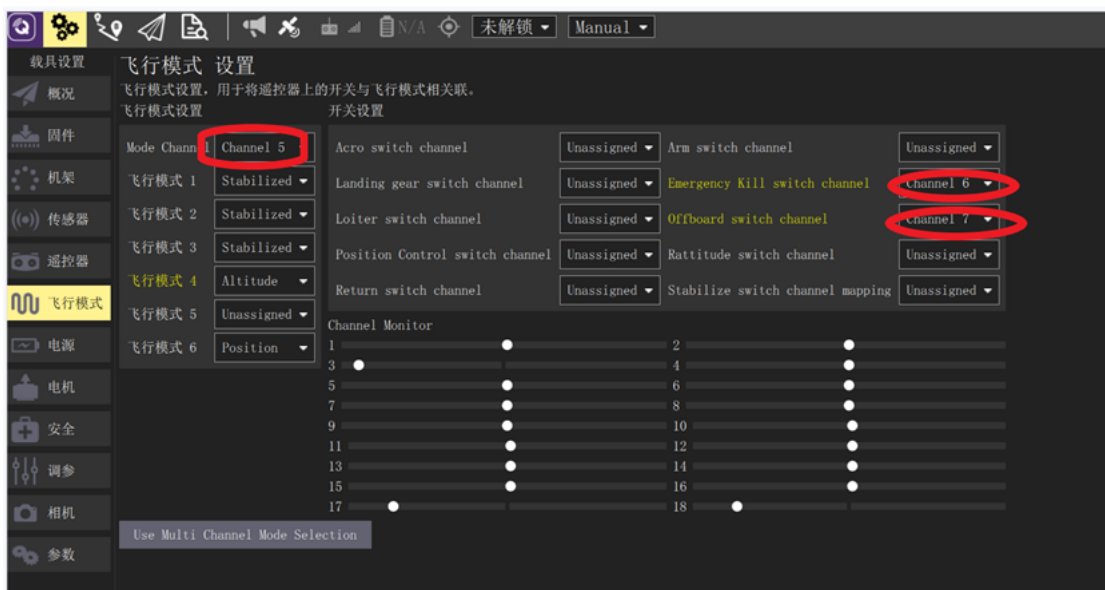 N/A 未解锁 Manual
载具设置
概况
固件
机架
传感器
遥控器
飞行模式
电源
电机
安全
调参
相机
参数
飞行模式 设置
飞行模式设置，用于将遥控器上的开关与飞行模式相关联。
飞行模式设置
Mode Channel Channel 5
飞行模式 1 Stabilized
飞行模式 2 Stabilized
飞行模式 3 Stabilized
飞行模式 4 Altitude
飞行模式 5 Unassigned
飞行模式 6 Position
开关设置
Acro switch channel Unassigned Arm switch channel Unassigned
Landing gear switch channel Unassigned Emergency Kill switch channel Channel 6
Loiter switch channel Unassigned Offboard switch channel Channel 7
Position Control switch channel Unassigned Rattitude switch channel Unassigned
Return switch channel Unassigned Stabilize switch channel mapping Unassigned
Channel Monitor
1 2
3 4
5 6
7 8
9 10
11 12
13 14
15 16
17 18
Use Multi Channel Mode Selection